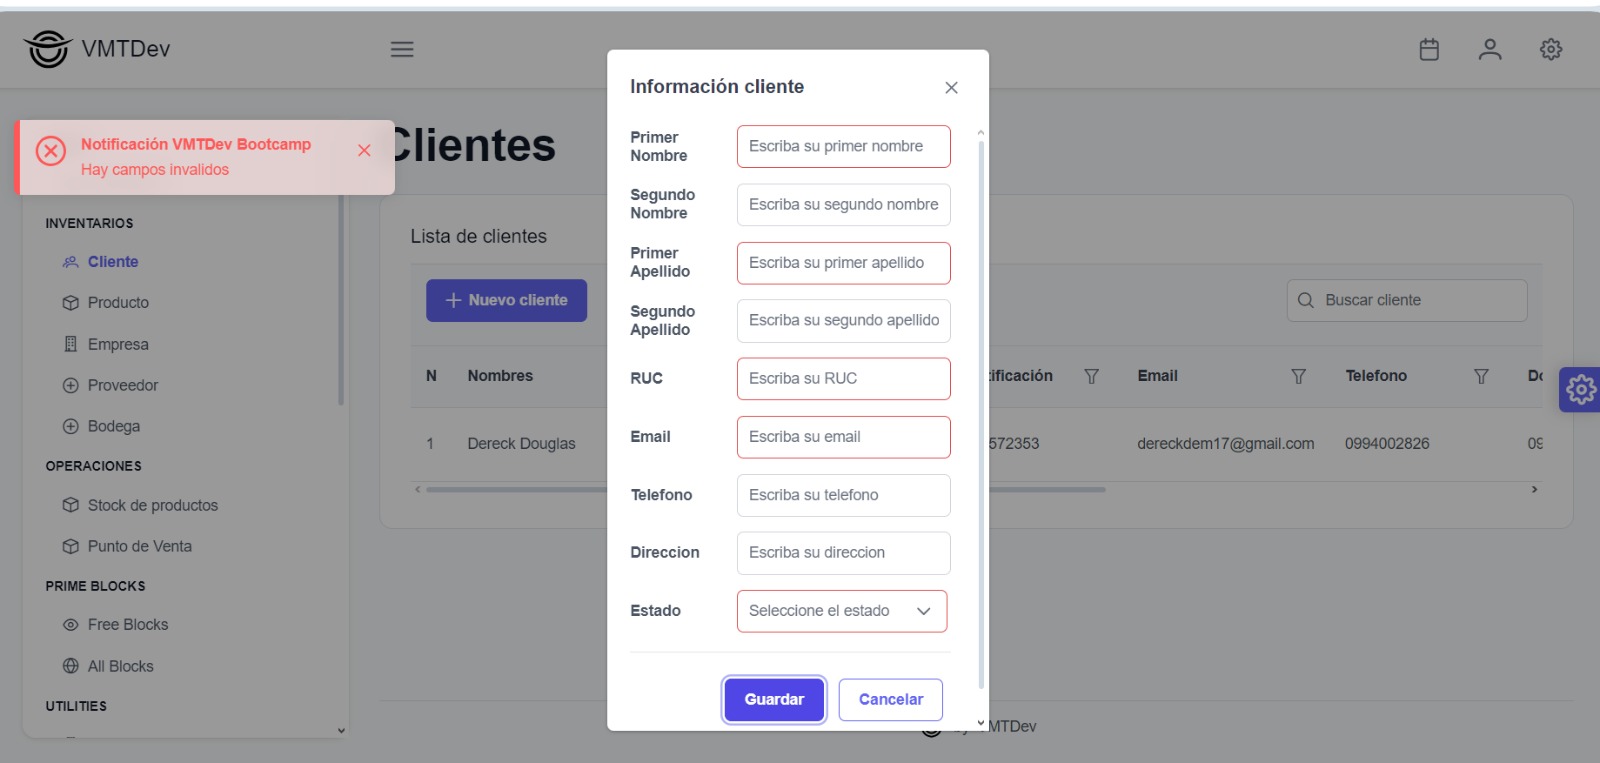 VMTDev
Notificación VMTDev Bootcamp
Hay campos invalidos
Clientes
INVENTARIOS
Cliente
Producto
Empresa
Proveedor
Bodega
OPERACIONES
Stock de productos
Punto de Venta
PRIME BLOCKS
Free Blocks
All Blocks
UTILITIES
Lista de clientes
Nuevo cliente
Buscar cliente
N Nombres tificación Email Telefono
1 Dereck Douglas 572353 dereckdem17@gmail.com 0994002826 09
Información cliente
Primer
Nombre
Escriba su primer nombre
Segundo
Nombre
Escriba su segundo nombre
Primer
Apellido
Escriba su primer apellido
Segundo
Apellido
Escriba su segundo apellido
RUC
Escriba su RUC
Email
Escriba su email
Telefono
Escriba su telefono
Direccion
Escriba su direccion
Estado
Seleccione el estado
Guardar
Cancelar
by VMTDev